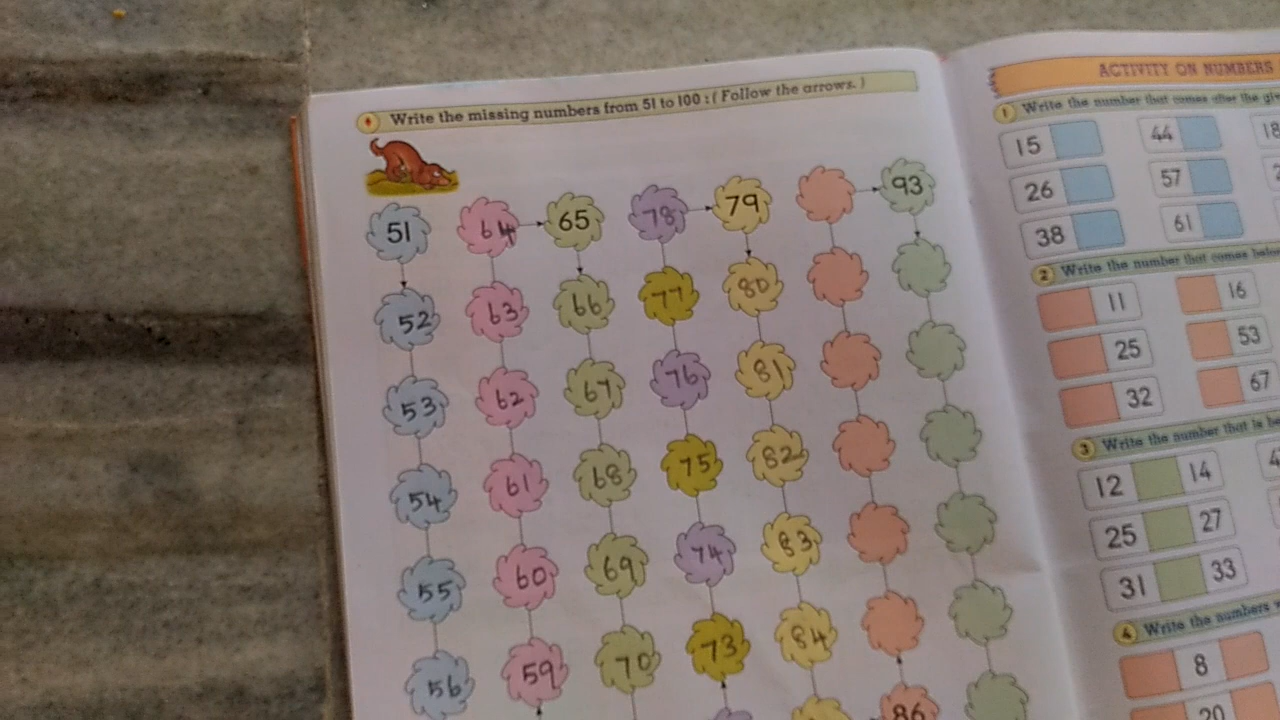 Write the missing numbers from 51 to 100 : ( Follow the arrows. )
51 64 65 78 79 93
52 63 66 77 80
53 62 67 76 81
54 61 68 75 82
55 60 69 74 83
56 59 70 73 84
86
ACTIVITY ON NUMBERS
1 Write the number that comes after the
15 44 18
26 57
38 61
2 Write the number that comes
11 16
25 53
32 67
3 Write the number that is
12 14
25 27
31 33
4 Write the numbers
8
20